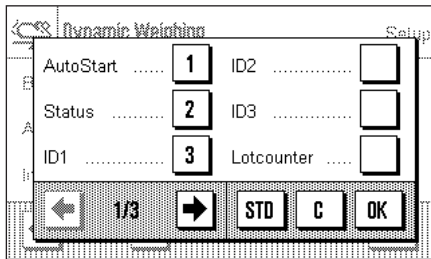 Dynamic Weighing Setup
AutoStart ...... 1 ID2 ................
Status ............ 2 ID3 ................
ID1 ............... 3 Lotcounter .....
1/3 STD C OK